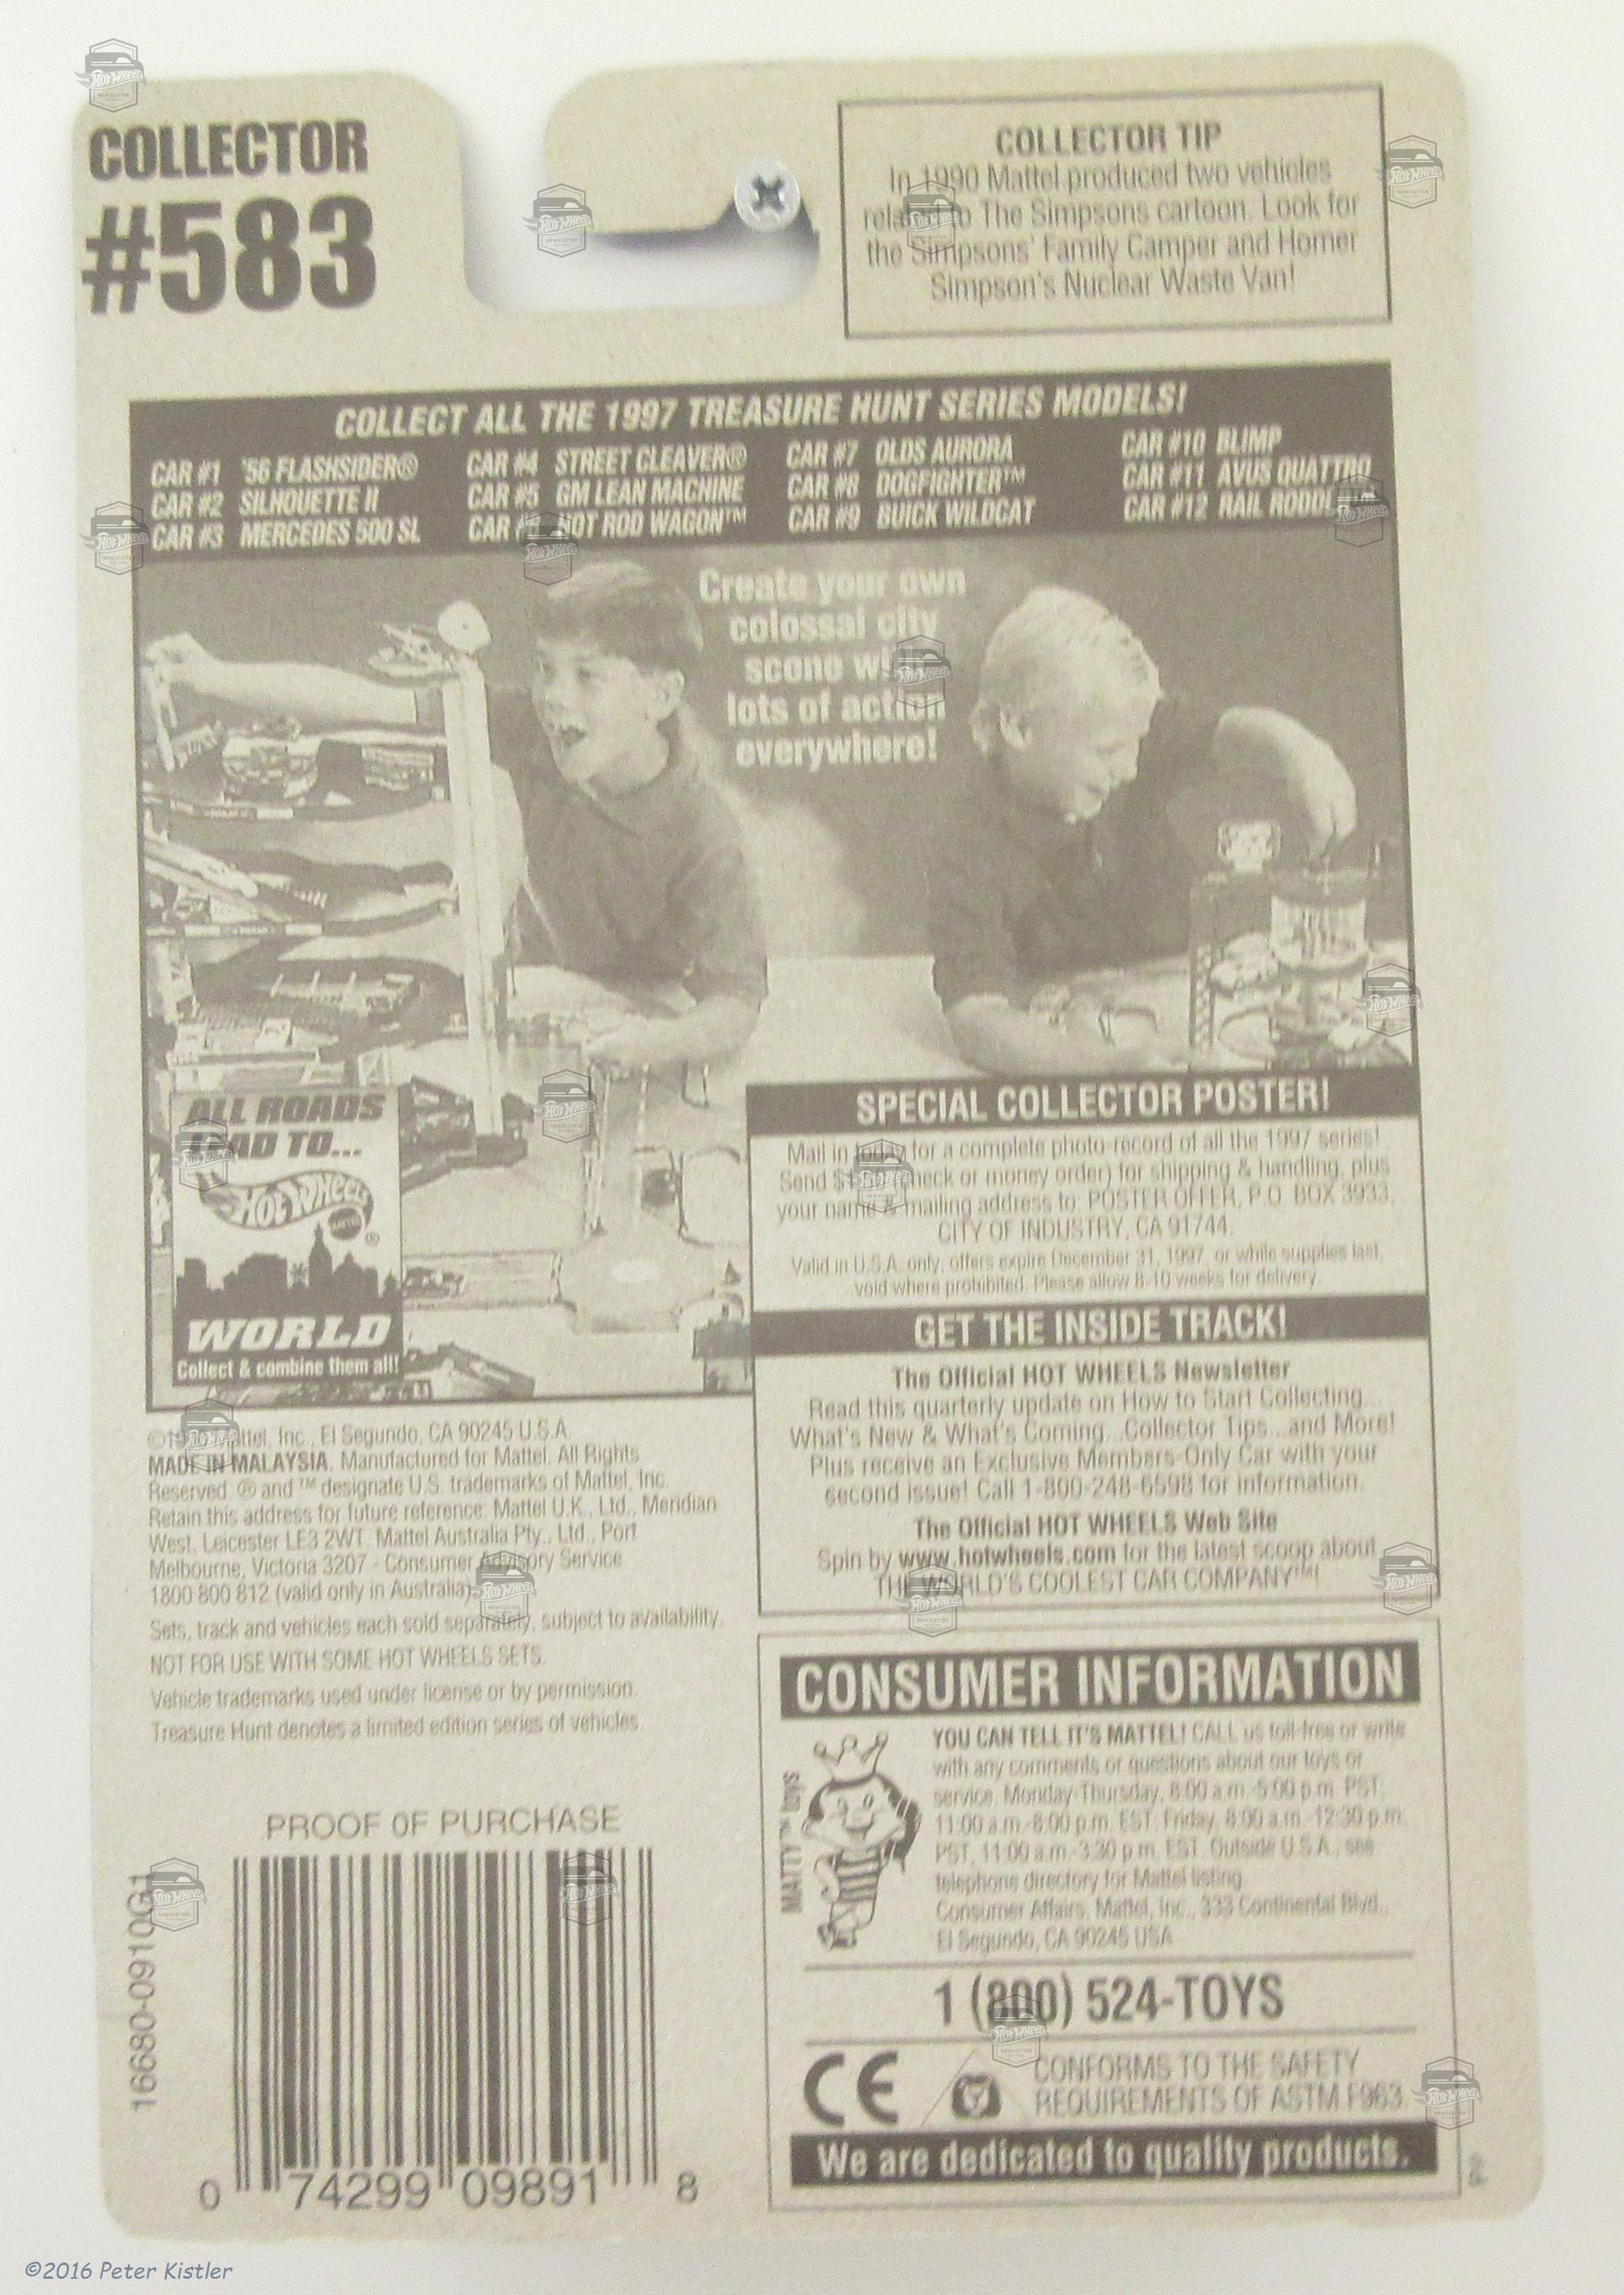 COLLECTOR
#583
COLLECTOR TIP
In 1990 Mattel produced two vehicles
related to The Simpsons cartoon. Look for
the Simpsons' Family Camper and Homer
Simpson's Nuclear Waste Van!
COLLECT ALL THE 1997 TREASURE HUNT SERIES MODELS!
CAR #1 '56 FLASHSIDER®
CAR #2 SILHOUETTE II
CAR #3 MERCEDES 500 SL
CAR #4 STREET CLEAVER®
CAR #5 GM LEAN MACHINE
CAR HOT ROD WAGON™
CAR #7 OLDS AURORA
CAR #8 DOGFIGHTER™
CAR #9 BUICK WILDCAT
CAR #10 BLIMP
CAR #11 AVUS QUATTRO
CAR #12 RAIL RODDER
Create your own
colossal city
scene with
lots of action
everywhere!
ALL ROADS
LEAD TO...
HOT WHEELS
MATTEL
®
WORLD
Collect & combine them all!
SPECIAL COLLECTOR POSTER!
Mail in today for a complete photo-record of all the 1997 series!
Send (check or money order) for shipping & handling, plus
your name & mailing address to: POSTER OFFER, P.O. BOX 3933,
CITY OF INDUSTRY, CA 91744.
Valid in U.S.A. only, offers expire December 31, 1997, or while supplies last,
void where prohibited. Please allow 8-10 weeks for delivery.
GET THE INSIDE TRACK!
The Official HOT WHEELS Newsletter
Read this quarterly update on How to Start Collecting...
What's New & What's Coming...Collector Tips...and More!
Plus receive an Exclusive Members-Only Car with your
second issue! Call 1-800-248-6598 for information.
The Official HOT WHEELS Web Site
Spin by www.hotwheels.com for the latest scoop about
THE WORLD'S COOLEST CAR COMPANY℠!
© Mattel, Inc., El Segundo, CA 90245 U.S.A.
MADE IN MALAYSIA. Manufactured for Mattel. All Rights
Reserved. ® and ™ designate U.S. trademarks of Mattel, Inc.
Retain this address for future reference: Mattel U.K., Ltd., Meridian
West, Leicester LE3 2WT. Mattel Australia Pty., Ltd., Port
Melbourne, Victoria 3207 - Consumer Advisory Service
1800 800 812 (valid only in Australia).
Sets, track and vehicles each sold separately, subject to availability.
NOT FOR USE WITH SOME HOT WHEELS SETS.
Vehicle trademarks used under license or by permission.
Treasure Hunt denotes a limited edition series of vehicles.
PROOF OF PURCHASE
16680-0910G1
0 74299 09891 8
CONSUMER INFORMATION
MATTY™ toys
YOU CAN TELL IT'S MATTEL! CALL us toll-free or write
with any comments or questions about our toys or
service, Monday-Thursday, 8:00 a.m.-5:00 p.m. PST,
11:00 a.m.-8:00 p.m. EST; Friday, 8:00 a.m.-12:30 p.m.
PST, 11:00 a.m.-3:30 p.m. EST. Outside U.S.A., see
telephone directory for Mattel listing.
Consumer Affairs, Mattel, Inc., 333 Continental Blvd.,
El Segundo, CA 90245 USA
1 (800) 524-TOYS
CE
CONFORMS TO THE SAFETY
REQUIREMENTS OF ASTM F963.
We are dedicated to quality products.
©2016 Peter Kistler